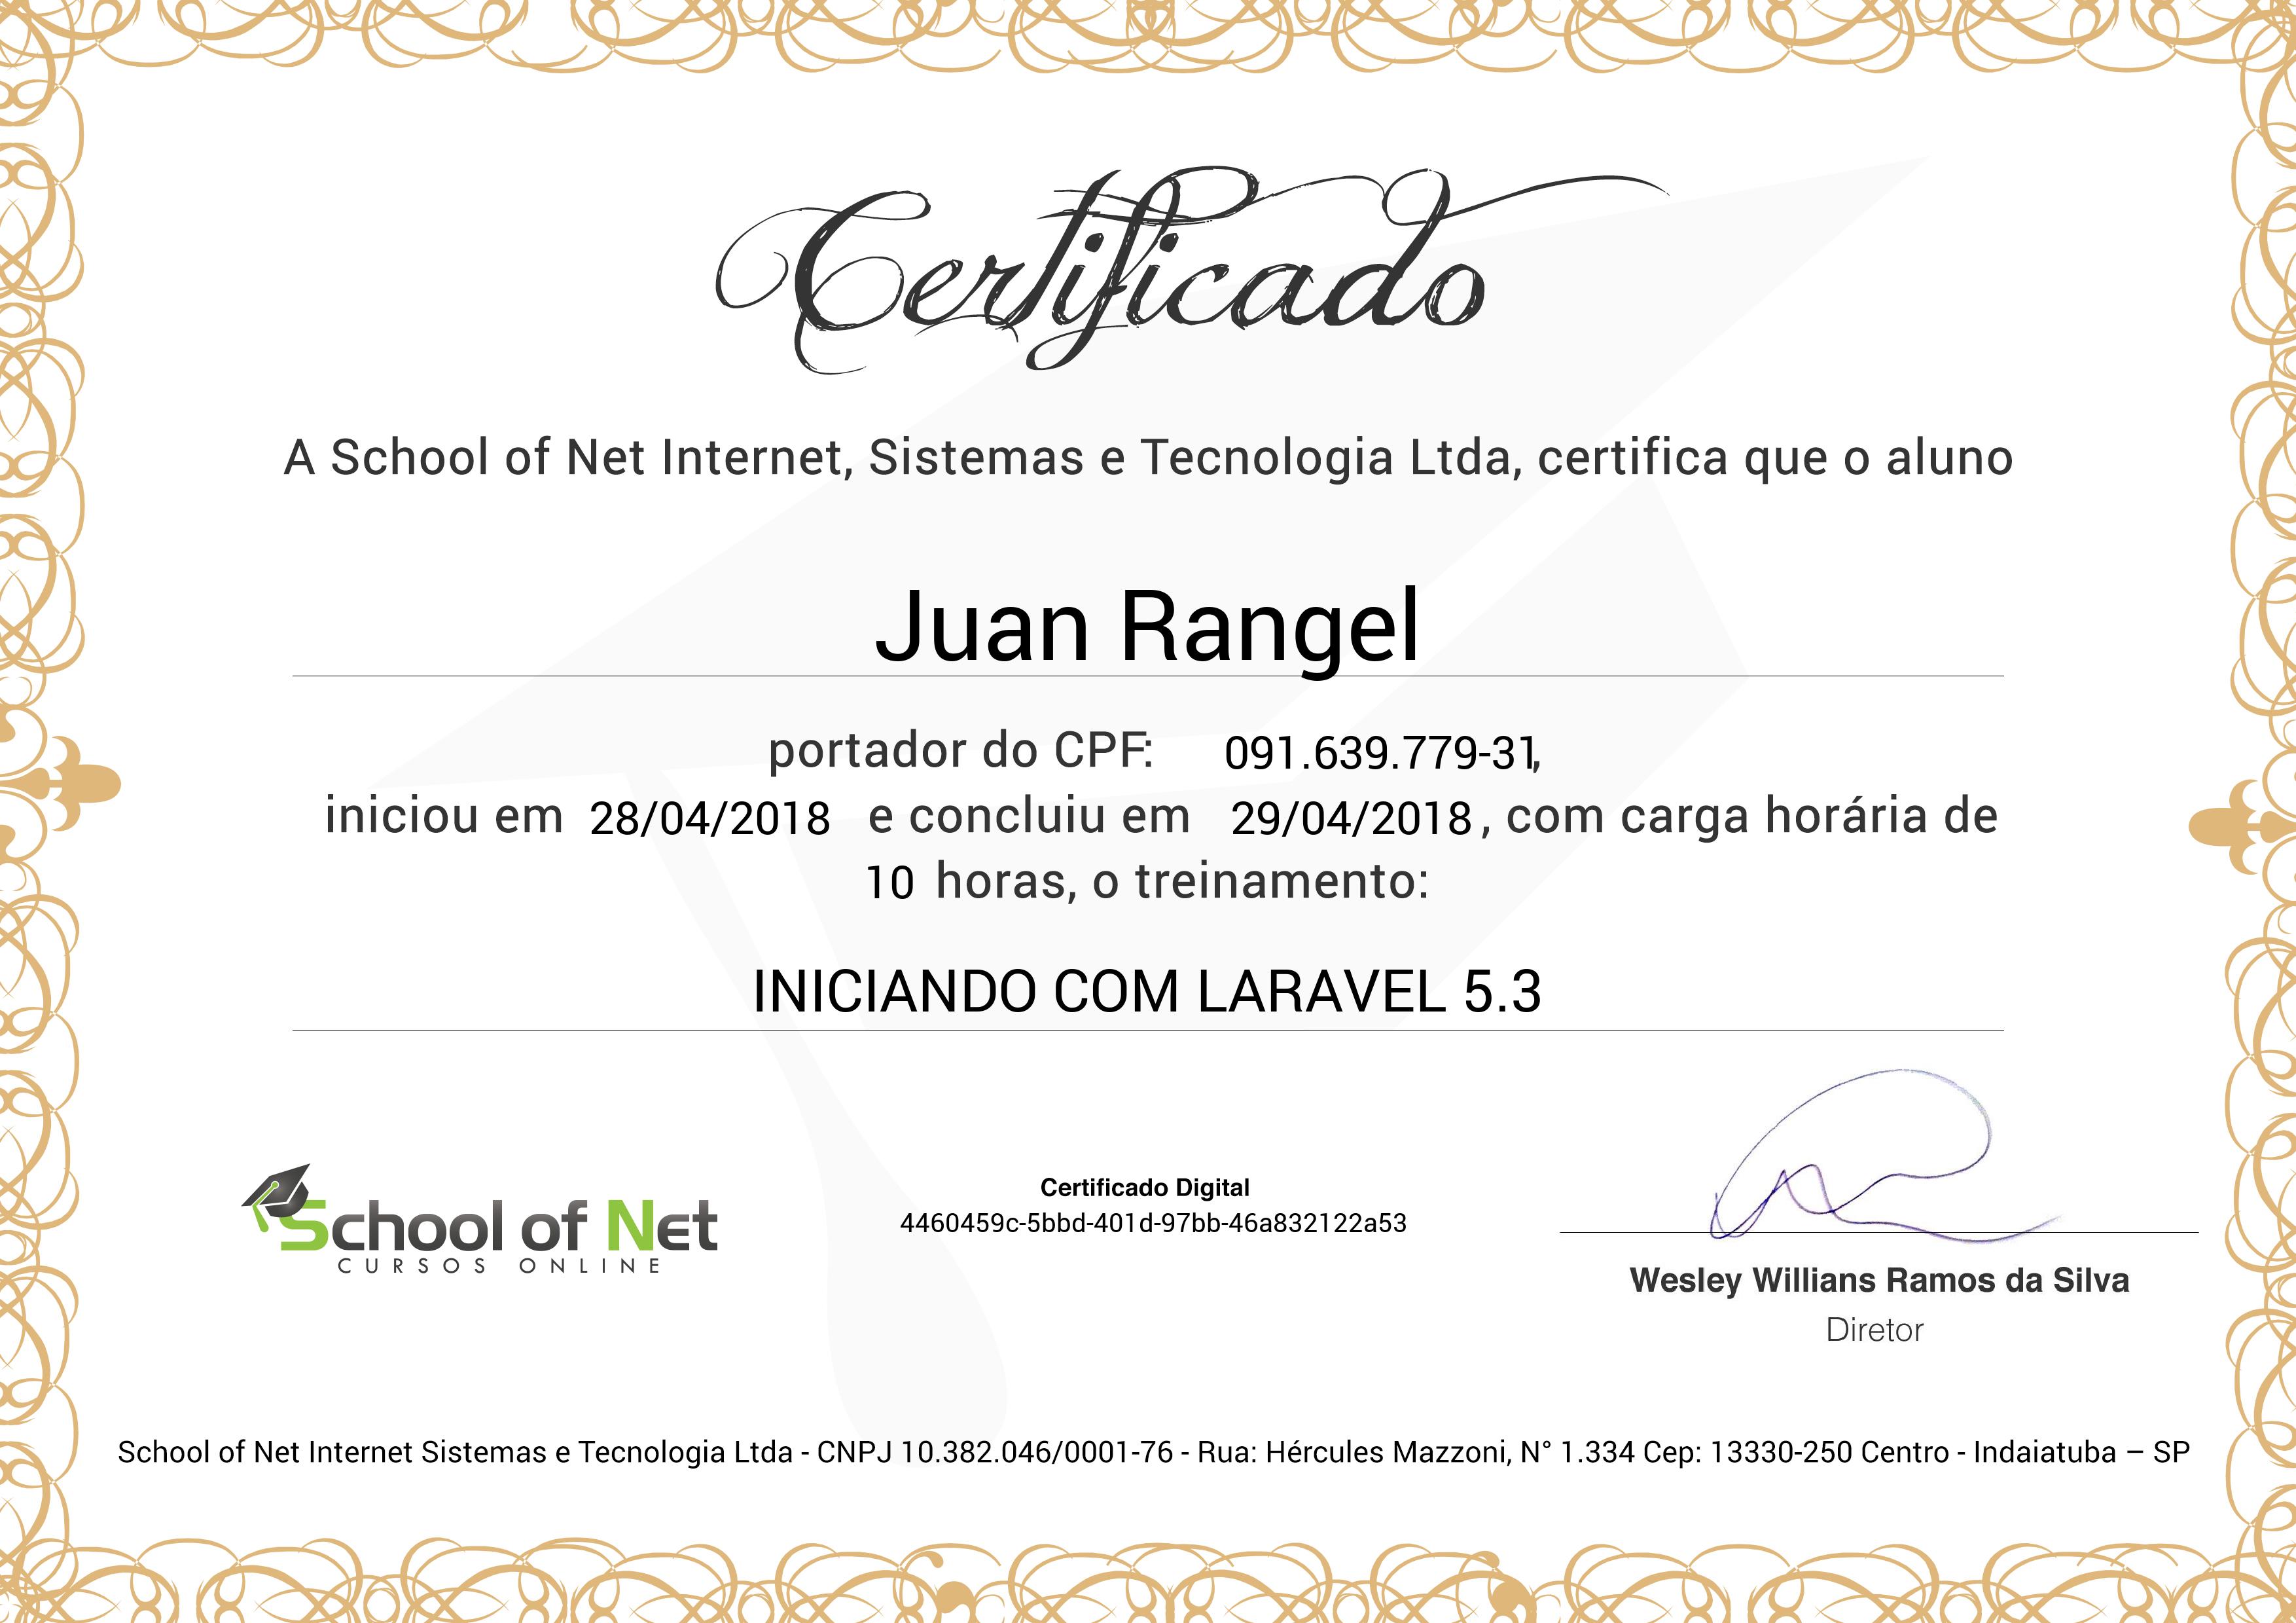 Certificado
A School of Net Internet, Sistemas e Tecnologia Ltda, certifica que o aluno
Juan Rangel
portador do CPF: 091.639.779-31,
iniciou em 28/04/2018 e concluiu em 29/04/2018, com carga horária de
10 horas, o treinamento:
INICIANDO COM LARAVEL 5.3
School of Net
CURSOS ONLINE
Certificado Digital
4460459c-5bbd-401d-97bb-46a832122a53
Wesley Willians Ramos da Silva
Diretor
School of Net Internet Sistemas e Tecnologia Ltda - CNPJ 10.382.046/0001-76 - Rua: Hércules Mazzoni, N° 1.334 Cep: 13330-250 Centro - Indaiatuba – SP